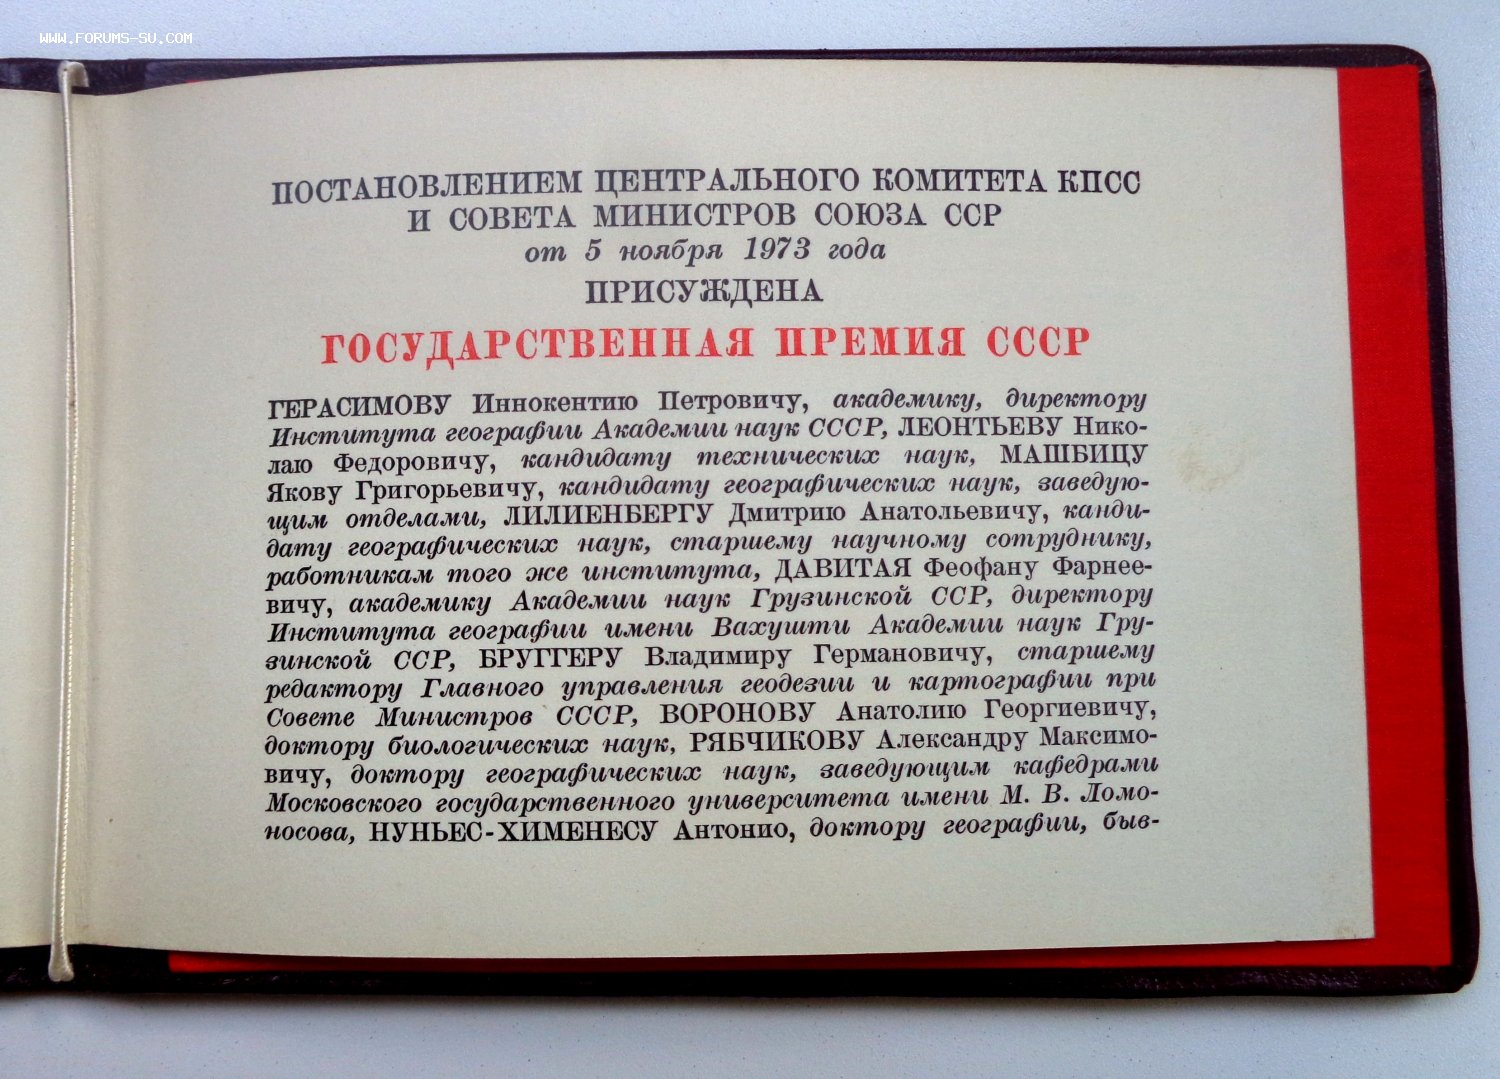 WWW.FORUMS-SU.COM
ПОСТАНОВЛЕНИЕМ ЦЕНТРАЛЬНОГО КОМИТЕТА КПСС
И СОВЕТА МИНИСТРОВ СОЮЗА ССР
от 5 ноября 1973 года
ПРИСУЖДЕНА
ГОСУДАРСТВЕННАЯ ПРЕМИЯ СССР
ГЕРАСИМОВУ Иннокентию Петровичу, академику, директору
Института географии Академии наук СССР, ЛЕОНТЬЕВУ Нико-
лаю Федоровичу, кандидату технических наук, МАШБИЦУ
Якову Григорьевичу, кандидату географических наук, заведую-
щим отделами, ЛИЛИЕНБЕРГУ Дмитрию Анатольевичу, канди-
дату географических наук, старшему научному сотруднику,
работникам того же института, ДАВИТАЯ Феофану Фарнее-
вичу, академику Академии наук Грузинской ССР, директору
Института географии имени Вахушти Академии наук Гру-
зинской ССР, БРУГГЕРУ Владимиру Германовичу, старшему
редактору Главного управления геодезии и картографии при
Совете Министров СССР, ВОРОНОВУ Анатолию Георгиевичу,
доктору биологических наук, РЯБЧИКОВУ Александру Максимо-
вичу, доктору географических наук, заведующим кафедрами
Московского государственного университета имени М. В. Ломо-
носова, НУНЬЕС-ХИМЕНЕСУ Антонио, доктору географии, быв-